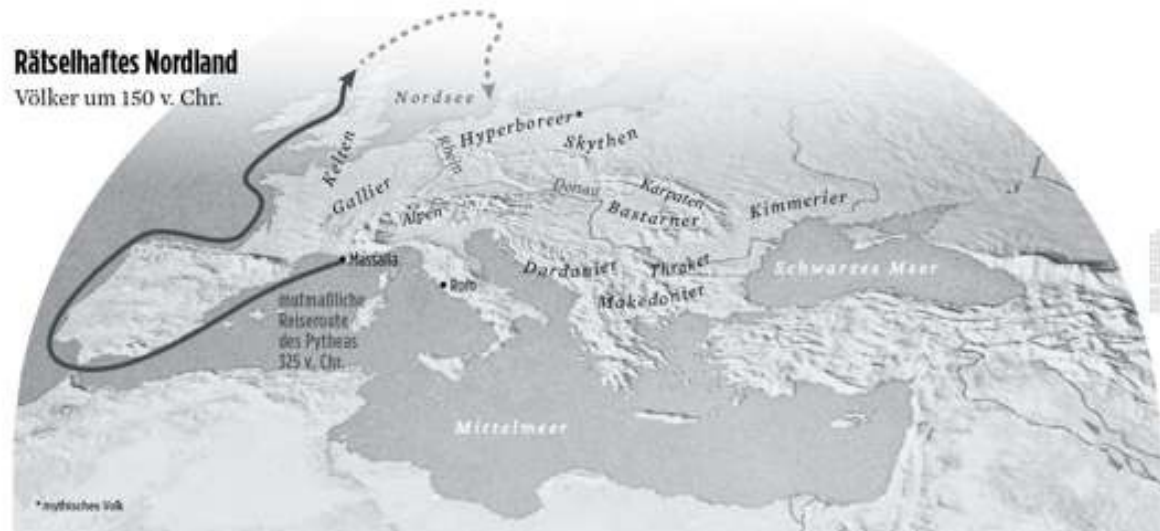 Rätselhaftes Nordland
Völker um 150 v. Chr.
Nordsee
Hyperboreer*
Skythen
Kelten
Rhein
Gallier
Alpen
Donau
Karpaten
Bastarner
Kimmerier
Massalia
Rom
Dardanier
Thraker
Makedonier
Schwarzes Meer
mutmaßliche
Reiseroute
des Pytheas
325 v. Chr.
Mittelmeer
* mythisches Volk